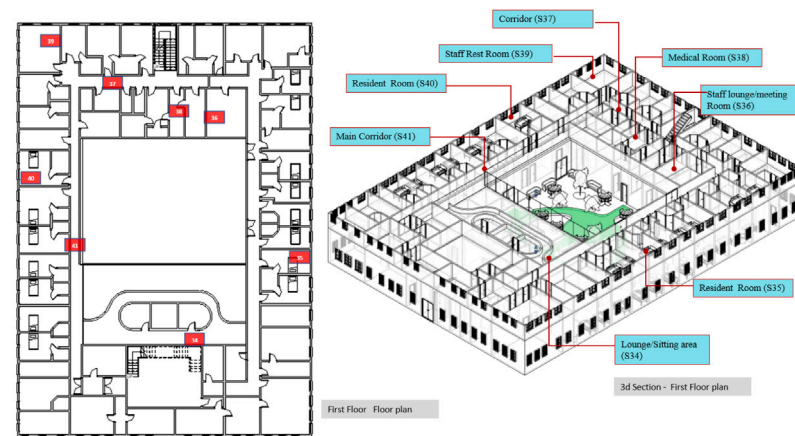 39
37
38
36
40
41
35
34
First Floor   Floor plan
Corridor (S37)
Staff Rest Room (S39)
Medical Room (S38)
Resident  Room (S40)
Staff lounge/meeting
Room (S36)
Main Corridor (S41)
Resident  Room (S35)
Lounge/Sitting area
(S34)
3d Section -  First Floor plan